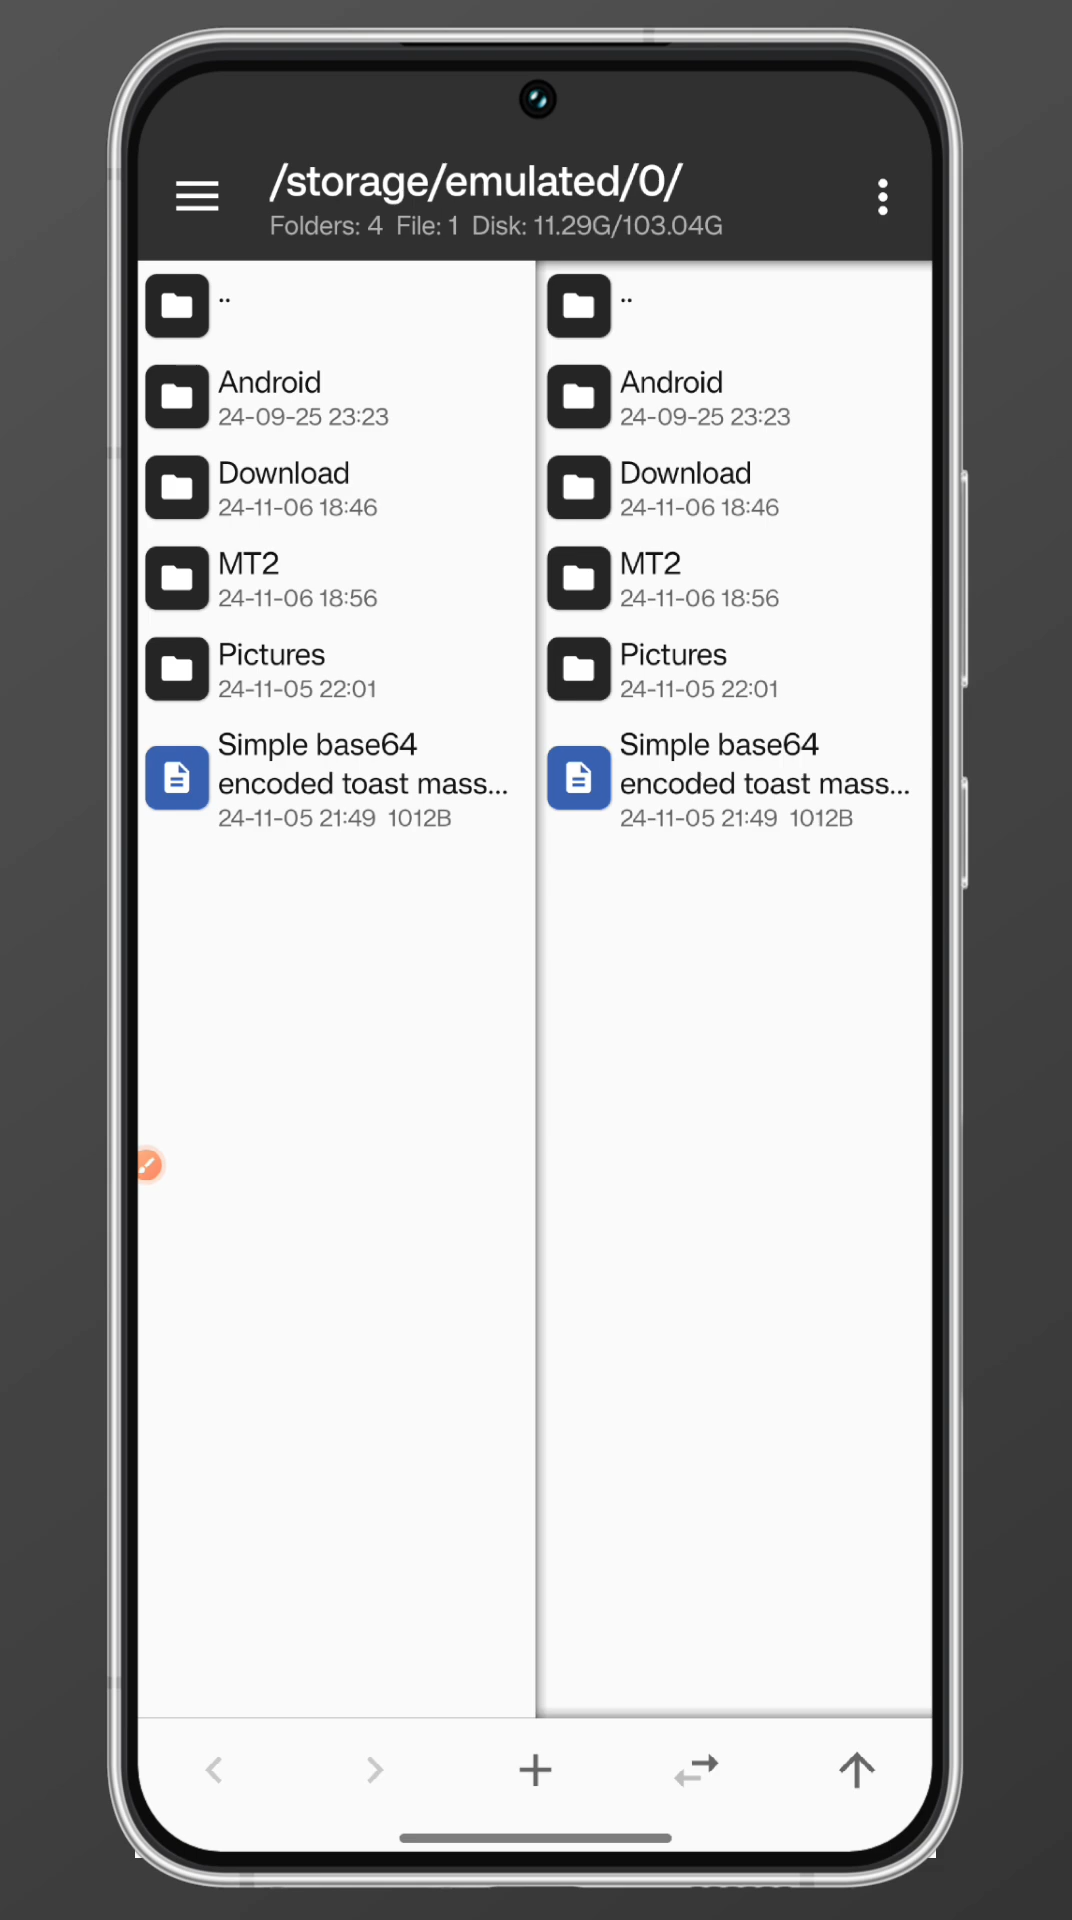 /storage/emulated/0/
Folders: 4  File: 1  Disk: 11.29G/103.04G
..
Android
24-09-25 23:23
Download
24-11-06 18:46
MT2
24-11-06 18:56
Pictures
24-11-05 22:01
Simple base64
encoded toast mass...
24-11-05 21:49  1012B
..
Android
24-09-25 23:23
Download
24-11-06 18:46
MT2
24-11-06 18:56
Pictures
24-11-05 22:01
Simple base64
encoded toast mass...
24-11-05 21:49  1012B